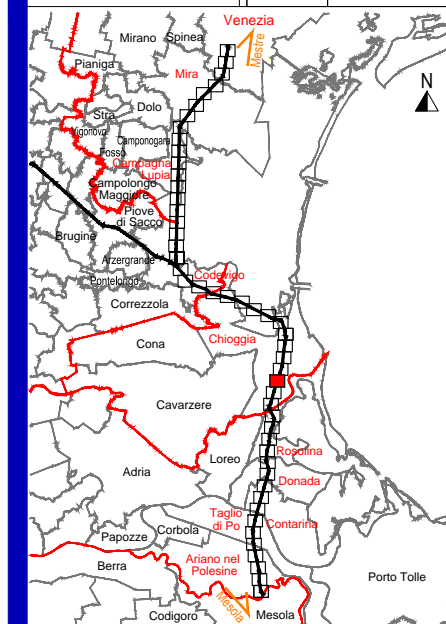 Venezia
Mestre
Mirano
Spinea
Pianiga
Mira
N
Dolo
Stra
Vigonovo
Camponogara
Fosso
Campagna
Lupia
Campolongo
Maggiore
Piove
di Sacco
Brugine
Arzergrande
Pontelongo
Codevigo
Correzzola
Chioggia
Cona
Cavarzere
Rosolina
Loreo
Adria
Donada
Taglio
di Po
Contarina
Corbola
Papozze
Ariano nel
Polesine
Berra
Porto Tolle
Mesola
Mesola
Codigoro